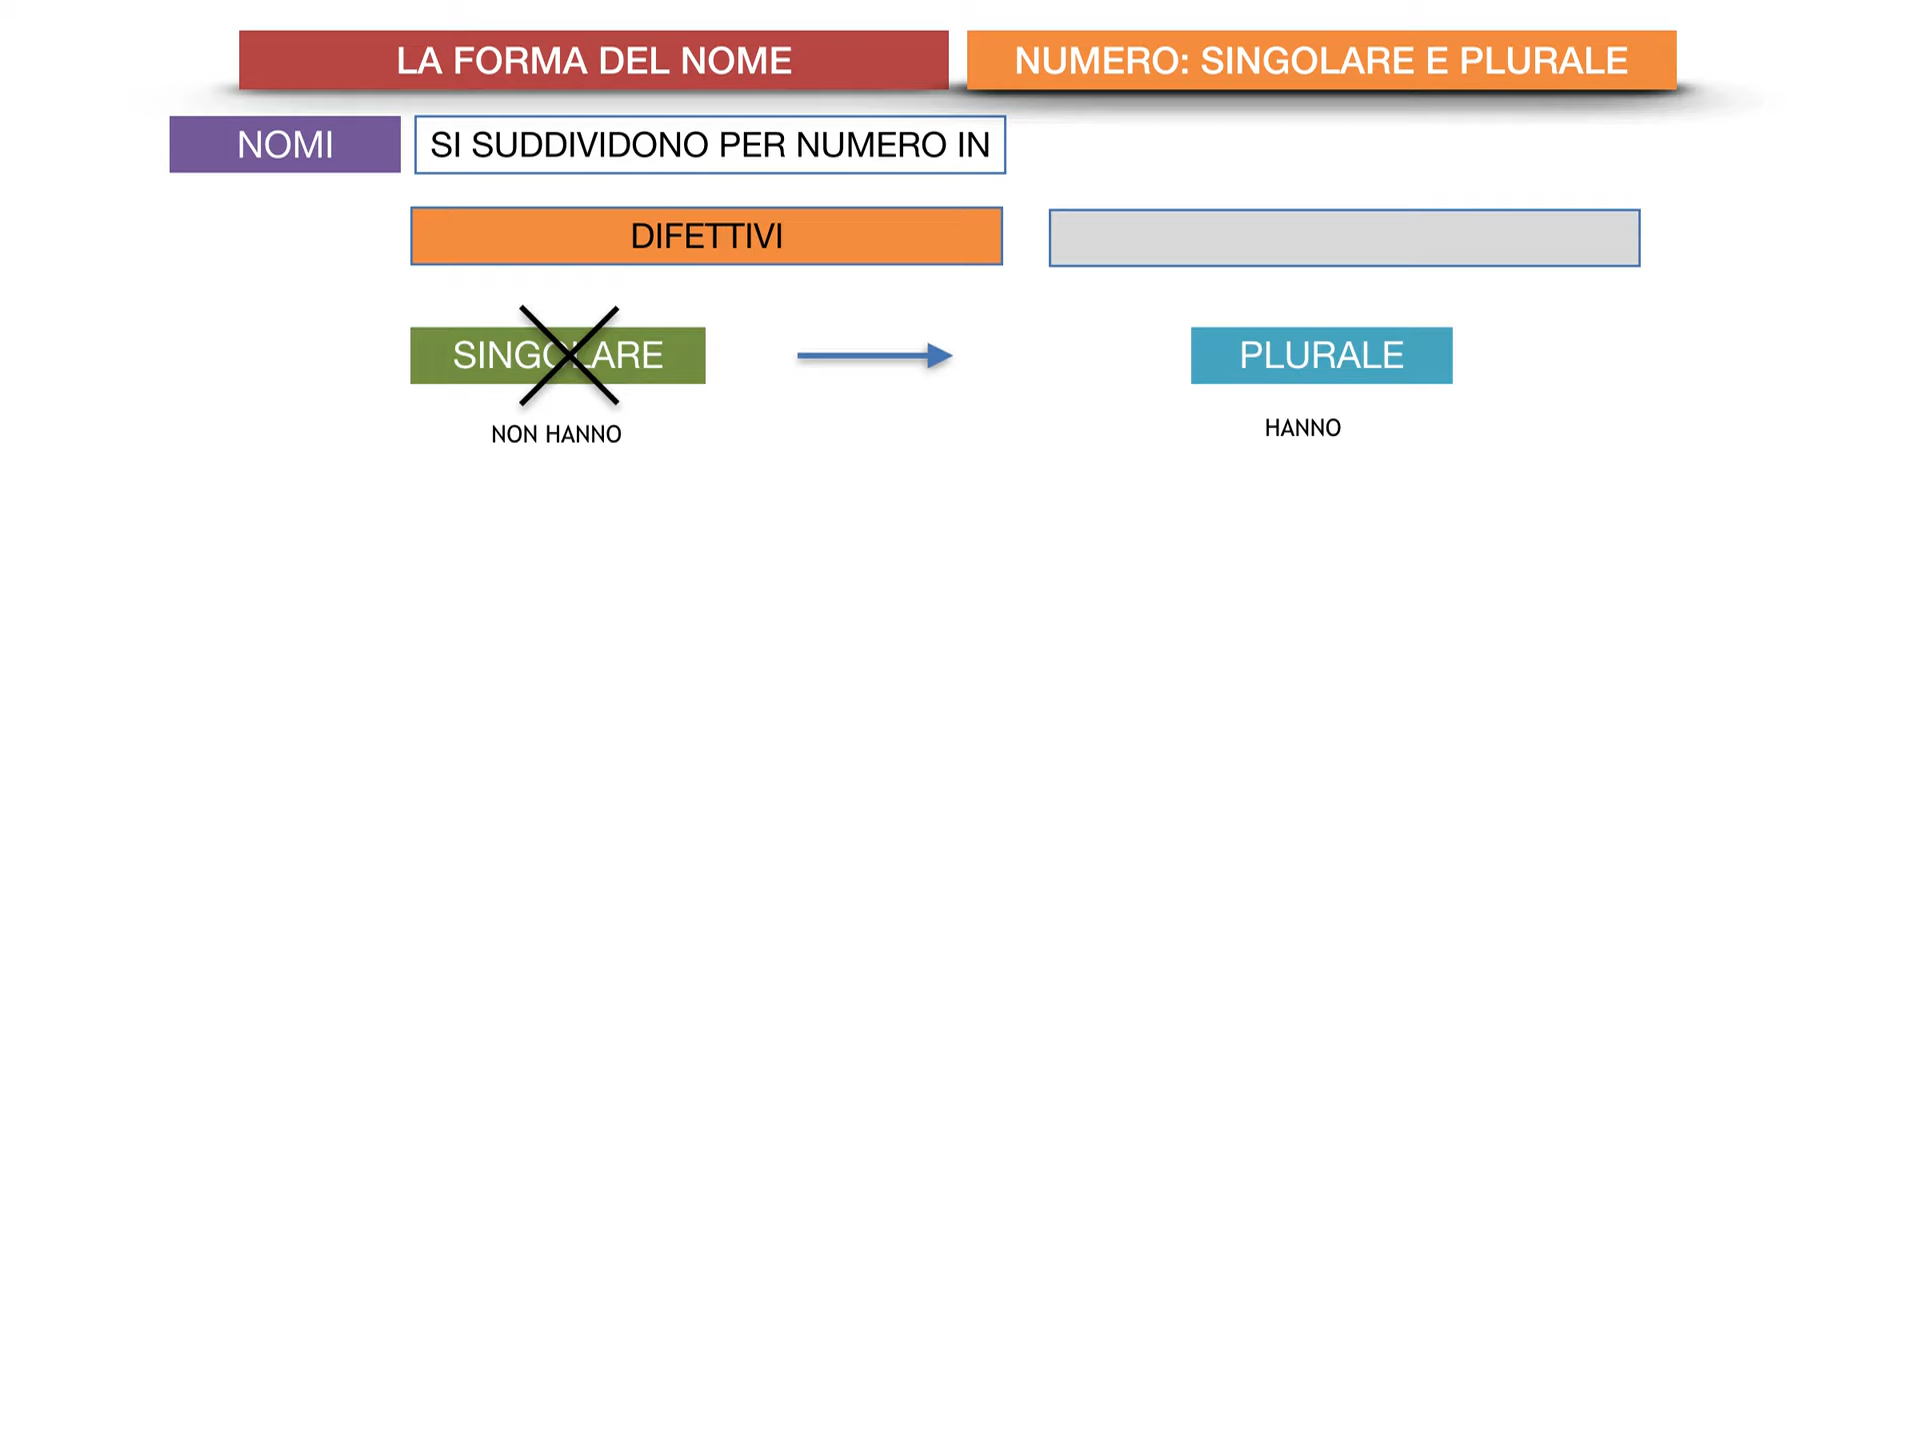 LA FORMA DEL NOME
NUMERO: SINGOLARE E PLURALE
NOMI
SI SUDDIVIDONO PER NUMERO IN
DIFETTIVI
SINGOLARE
PLURALE
NON HANNO
HANNO